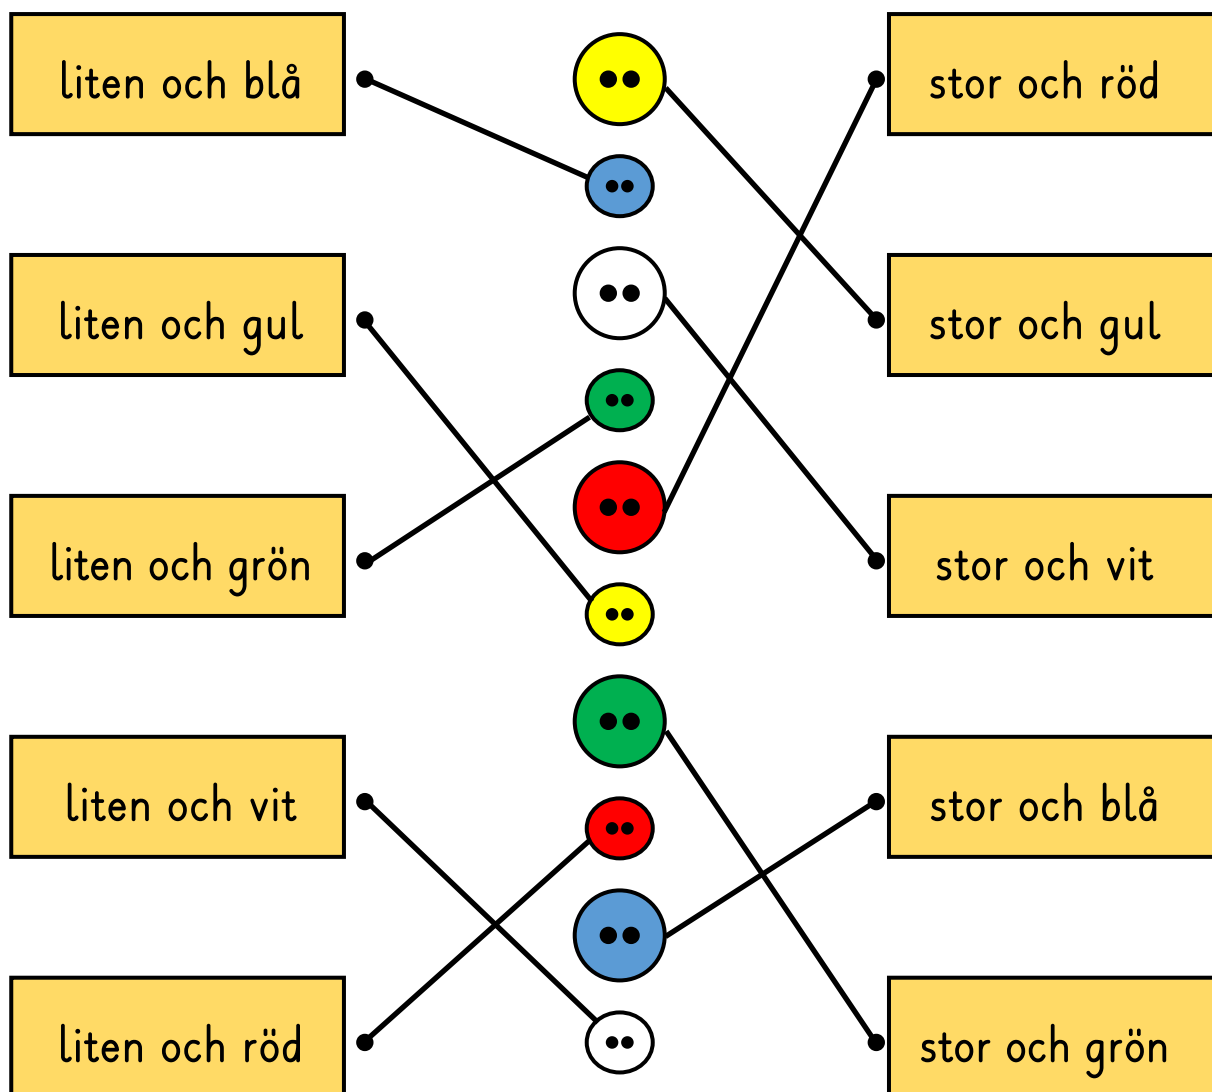 liten och blå
stor och röd
liten och gul
stor och gul
liten och grön
stor och vit
liten och vit
stor och blå
liten och röd
stor och grön